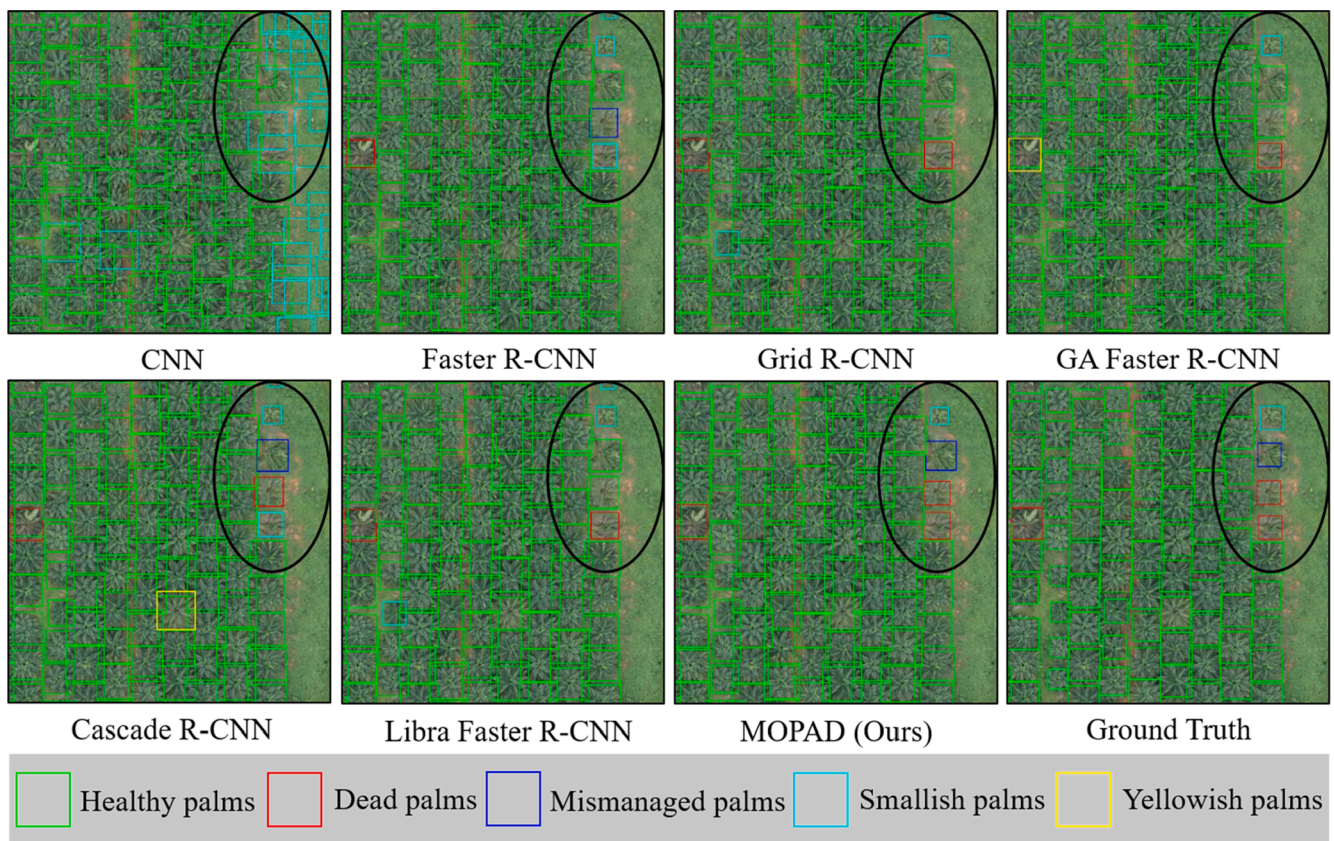 CNN
Faster R-CNN
Grid R-CNN
GA Faster R-CNN
Cascade R-CNN
Libra Faster R-CNN
MOPAD (Ours)
Ground Truth
Healthy palms
Dead palms
Mismanaged palms
Smallish palms
Yellowish palms